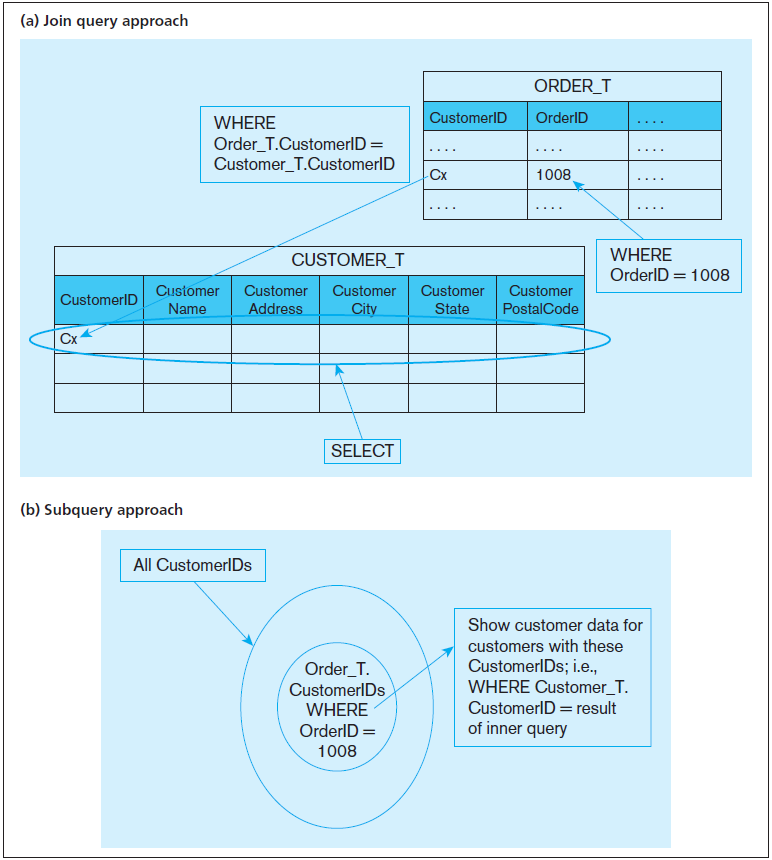 (a) Join query approach
ORDER_T
CustomerID OrderID ....
.... .... ....
Cx 1008 ....
.... .... ....
WHERE
Order_T.CustomerID =
Customer_T.CustomerID
WHERE
OrderID = 1008
CUSTOMER_T
CustomerID
Customer
Name
Customer
Address
Customer
City
Customer
State
Customer
PostalCode
Cx
SELECT
(b) Subquery approach
All CustomerIDs
Order_T.
CustomerIDs
WHERE
OrderID =
1008
Show customer data for
customers with these
CustomerIDs; i.e.,
WHERE Customer_T.
CustomerID = result
of inner query